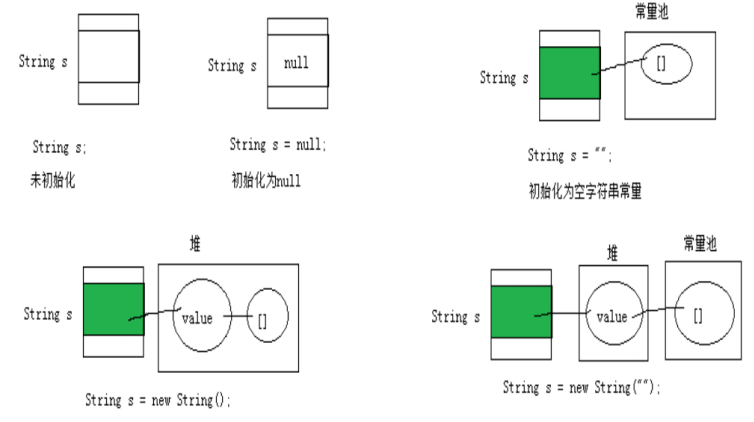 String s
String s;
未初始化
String s
null
String s = null;
初始化为null
常量池
String s
[]
String s = "";
初始化为空字符串常量
堆
String s
value
[]
String s = new String();
堆
常量池
String s
value
[]
String s = new String("");